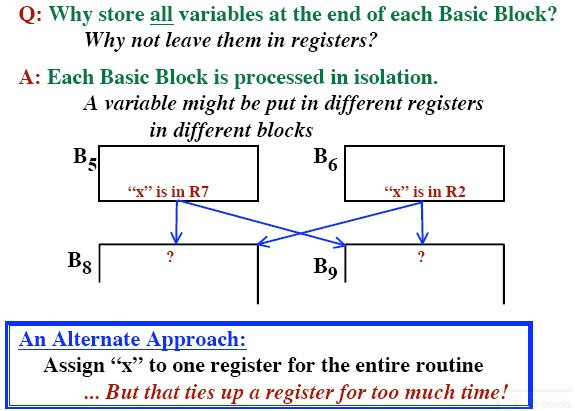 Q: Why store all variables at the end of each Basic Block?
Why not leave them in registers?
A: Each Basic Block is processed in isolation.
A variable might be put in different registers
in different blocks
B5
B6
“x” is in R7
“x” is in R2
B8
?
B9
?
An Alternate Approach:
Assign “x” to one register for the entire routine
... But that ties up a register for too much time!